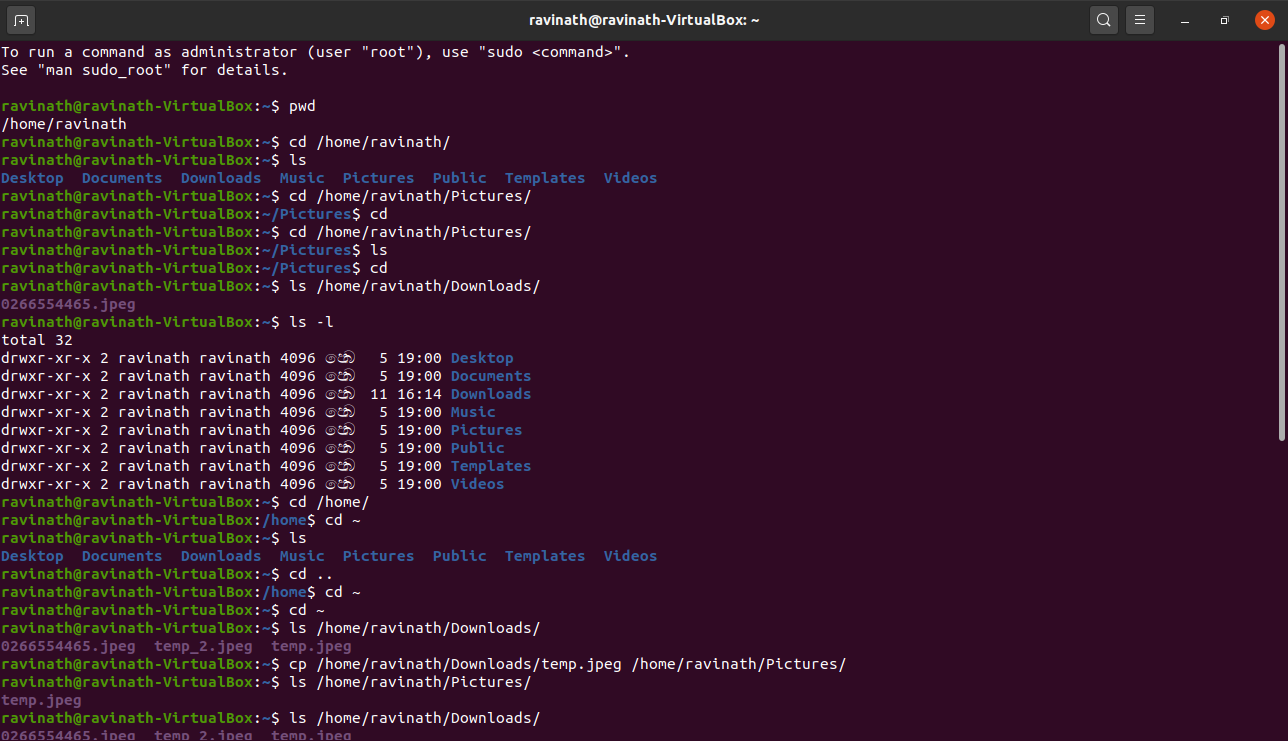 ravinath@ravinath-VirtualBox: ~
To run a command as administrator (user "root"), use "sudo <command>".
See "man sudo_root" for details.
ravinath@ravinath-VirtualBox:~$ pwd
/home/ravinath
ravinath@ravinath-VirtualBox:~$ cd /home/ravinath/
ravinath@ravinath-VirtualBox:~$ ls
Desktop  Documents  Downloads  Music  Pictures  Public  Templates  Videos
ravinath@ravinath-VirtualBox:~$ cd /home/ravinath/Pictures/
ravinath@ravinath-VirtualBox:~/Pictures$ cd
ravinath@ravinath-VirtualBox:~$ cd /home/ravinath/Pictures/
ravinath@ravinath-VirtualBox:~/Pictures$ ls
ravinath@ravinath-VirtualBox:~/Pictures$ cd
ravinath@ravinath-VirtualBox:~$ ls /home/ravinath/Downloads/
0266554465.jpeg
ravinath@ravinath-VirtualBox:~$ ls -l
total 32
drwxr-xr-x 2 ravinath ravinath 4096  5 19:00 Desktop
drwxr-xr-x 2 ravinath ravinath 4096  5 19:00 Documents
drwxr-xr-x 2 ravinath ravinath 4096  11 16:14 Downloads
drwxr-xr-x 2 ravinath ravinath 4096  5 19:00 Music
drwxr-xr-x 2 ravinath ravinath 4096  5 19:00 Pictures
drwxr-xr-x 2 ravinath ravinath 4096  5 19:00 Public
drwxr-xr-x 2 ravinath ravinath 4096  5 19:00 Templates
drwxr-xr-x 2 ravinath ravinath 4096  5 19:00 Videos
ravinath@ravinath-VirtualBox:~$ cd /home/
ravinath@ravinath-VirtualBox:/home$ cd ~
ravinath@ravinath-VirtualBox:~$ ls
Desktop  Documents  Downloads  Music  Pictures  Public  Templates  Videos
ravinath@ravinath-VirtualBox:~$ cd ..
ravinath@ravinath-VirtualBox:/home$ cd ~
ravinath@ravinath-VirtualBox:~$ cd ~
ravinath@ravinath-VirtualBox:~$ ls /home/ravinath/Downloads/
0266554465.jpeg  temp_2.jpeg  temp.jpeg
ravinath@ravinath-VirtualBox:~$ cp /home/ravinath/Downloads/temp.jpeg /home/ravinath/Pictures/
ravinath@ravinath-VirtualBox:~$ ls /home/ravinath/Pictures/
temp.jpeg
ravinath@ravinath-VirtualBox:~$ ls /home/ravinath/Downloads/
0266554465.jpeg  temp_2.jpeg  temp.jpeg